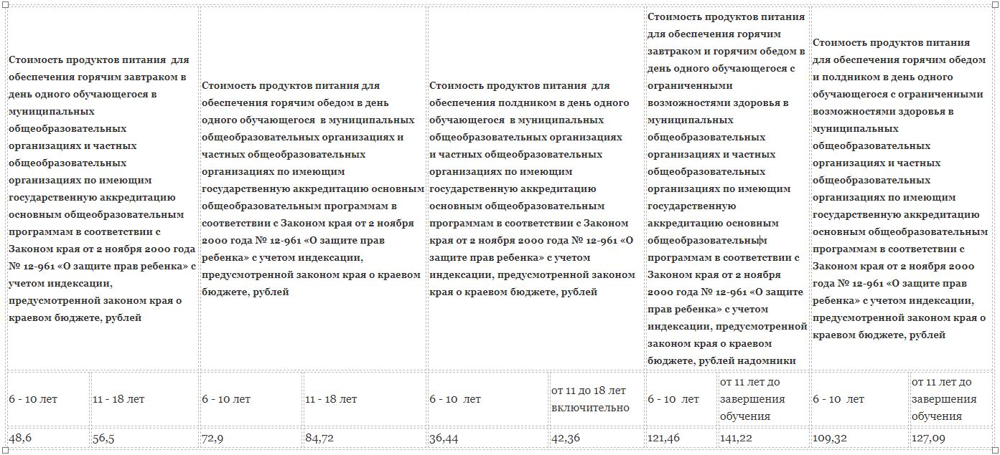 Стоимость продуктов питания для
обеспечения горячим завтраком в
день одного обучающегося в
муниципальных
общеобразовательных
организациях и частных
общеобразовательных
организациях по имеющим
государственную аккредитацию
основным общеобразовательным
программам в соответствии с
Законом края от 2 ноября 2000 года
№ 12-961 «О защите прав ребенка» с
учетом индексации,
предусмотренной законом края о
краевом бюджете, рублей
Стоимость продуктов питания для
обеспечения горячим обедом в день
одного обучающегося в муниципальных
общеобразовательных организациях и
частных общеобразовательных
организациях по имеющим
государственную аккредитацию основным
общеобразовательным программам в
соответствии с Законом края от 2 ноября
2000 года № 12-961 «О защите прав
ребенка» с учетом индексации,
предусмотренной законом края о краевом
бюджете, рублей
Стоимость продуктов питания для
обеспечения полдником в день одного
обучающегося в муниципальных
общеобразовательных организациях
и частных общеобразовательных
организациях по имеющим
государственную аккредитацию
основным общеобразовательным
программам в соответствии с Законом
края от 2 ноября 2000 года № 12-961 «О
защите прав ребенка» с учетом
индексации, предусмотренной законом
края о краевом бюджете, рублей
Стоимость продуктов питания
для обеспечения горячим
завтраком и горячим обедом в
день одного обучающегося с
ограниченными
возможностями здоровья в
муниципальных
общеобразовательных
организациях и частных
общеобразовательных
организациях по имеющим
государственную
аккредитацию основным
общеобразовательным
программам в соответствии с
Законом края от 2 ноября
2000 года № 12-961 «О защите
прав ребенка» с учетом
индексации, предусмотренной
законом края о краевом
бюджете, рублей надомники
Стоимость продуктов питания
для обеспечения горячим обедом
и полдником в день одного
обучающегося с ограниченными
возможностями здоровья в
муниципальных
общеобразовательных
организациях и частных
общеобразовательных
организациях по имеющим
государственную аккредитацию
основным общеобразовательным
программам в соответствии с
Законом края от 2 ноября 2000
года № 12-961 «О защите прав
ребенка» с учетом индексации,
предусмотренной законом края о
краевом бюджете, рублей
6 - 10 лет
11 - 18 лет
6 - 10 лет
11 - 18 лет
6 - 10 лет
от 11 до 18 лет
включительно
6 - 10 лет
от 11 лет до
завершения
обучения
6 - 10 лет
от 11 лет до
завершения
обучения
48,6
56,5
72,9
84,72
36,44
42,36
121,46
141,22
109,32
127,09